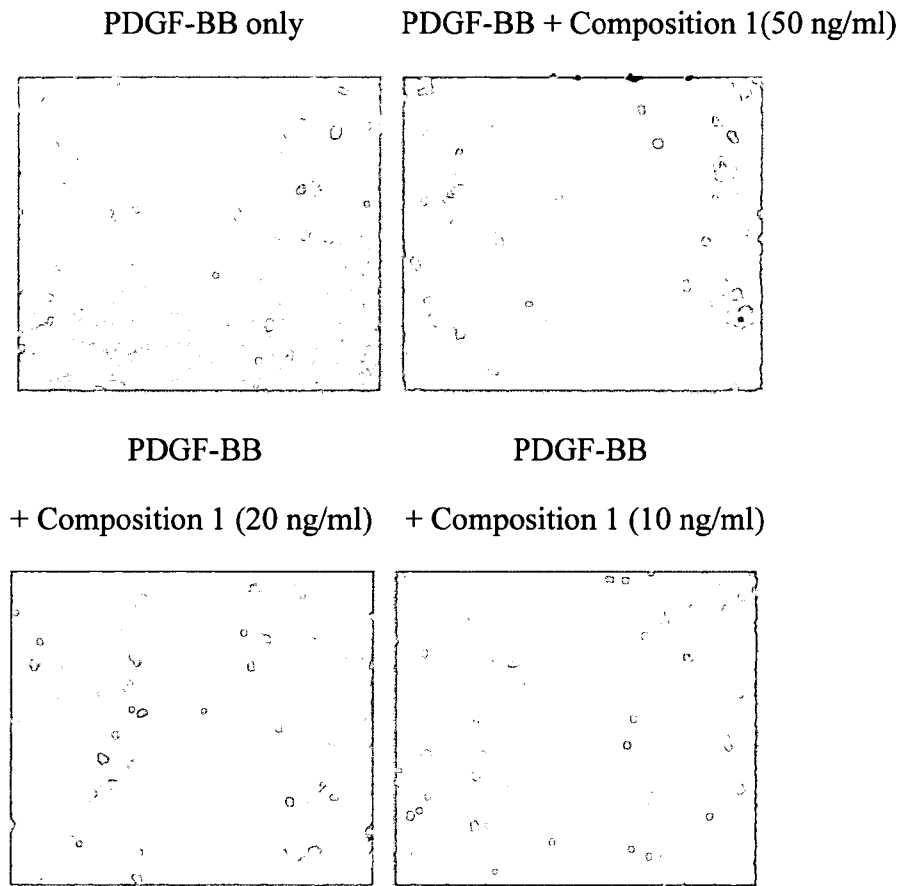 PDGF-BB only
PDGF-BB + Composition 1(50 ng/ml)
PDGF-BB
+ Composition 1 (20 ng/ml)
PDGF-BB
+ Composition 1 (10 ng/ml)